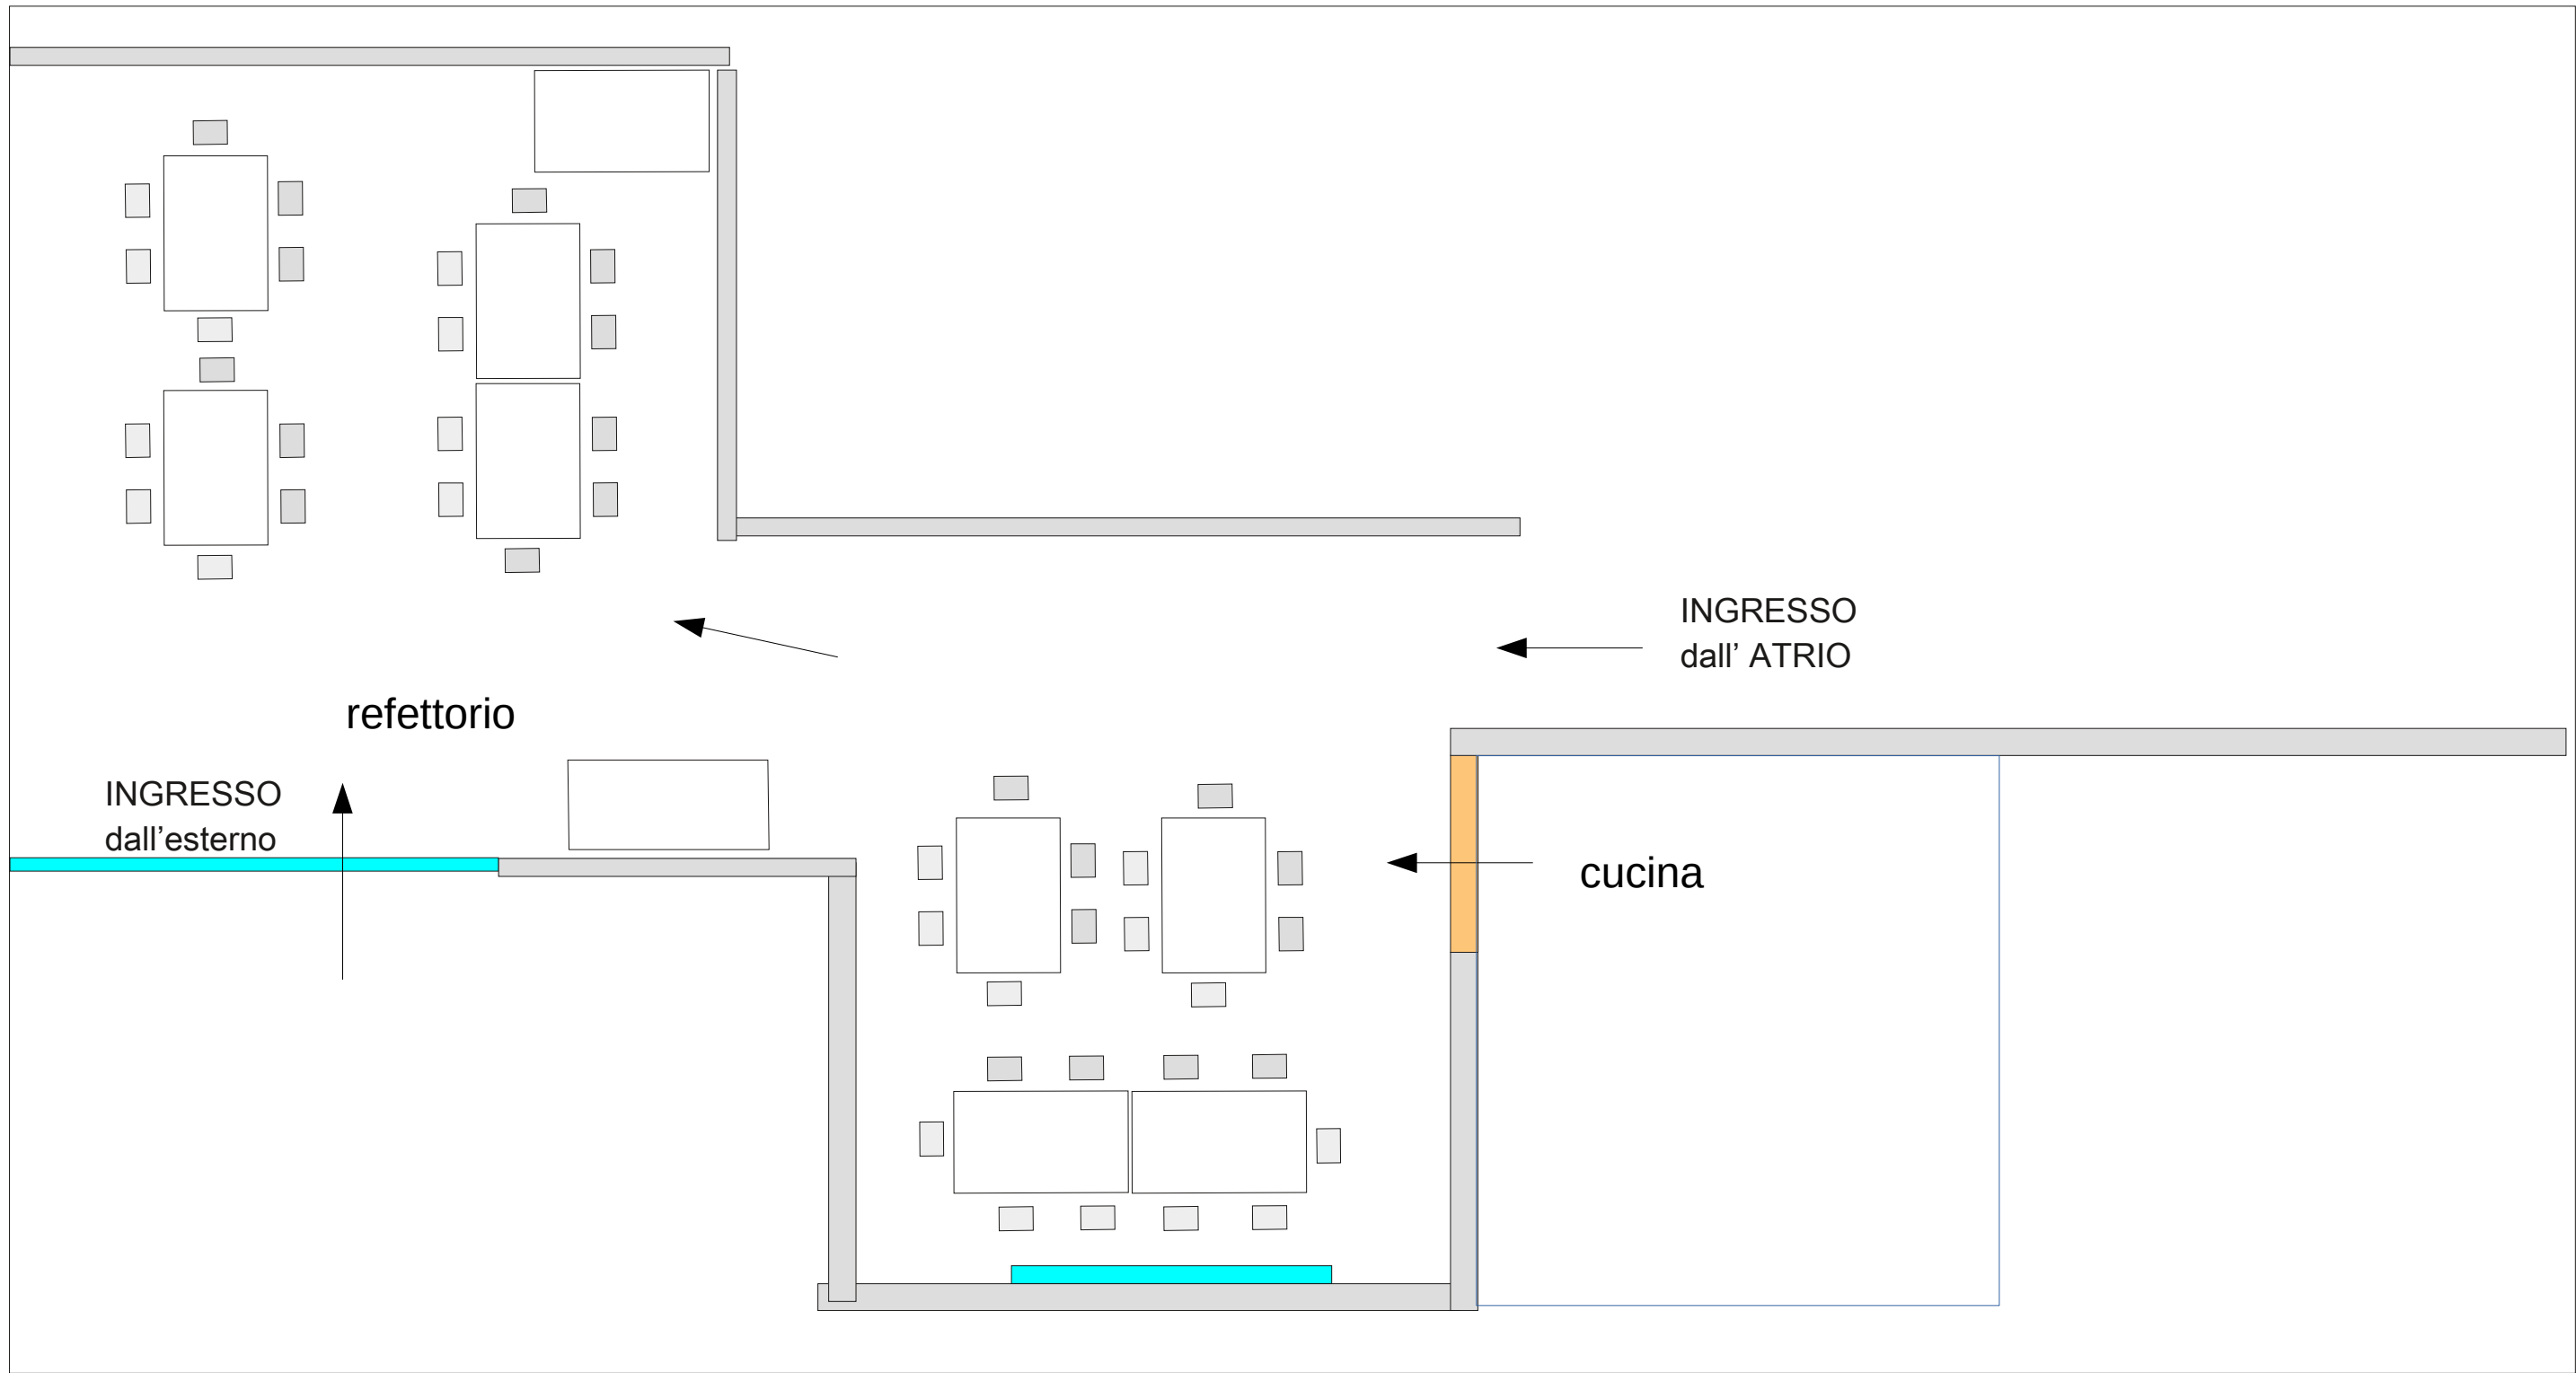 INGRESSO
dall’ ATRIO
refettorio
INGRESSO
dall’esterno
cucina